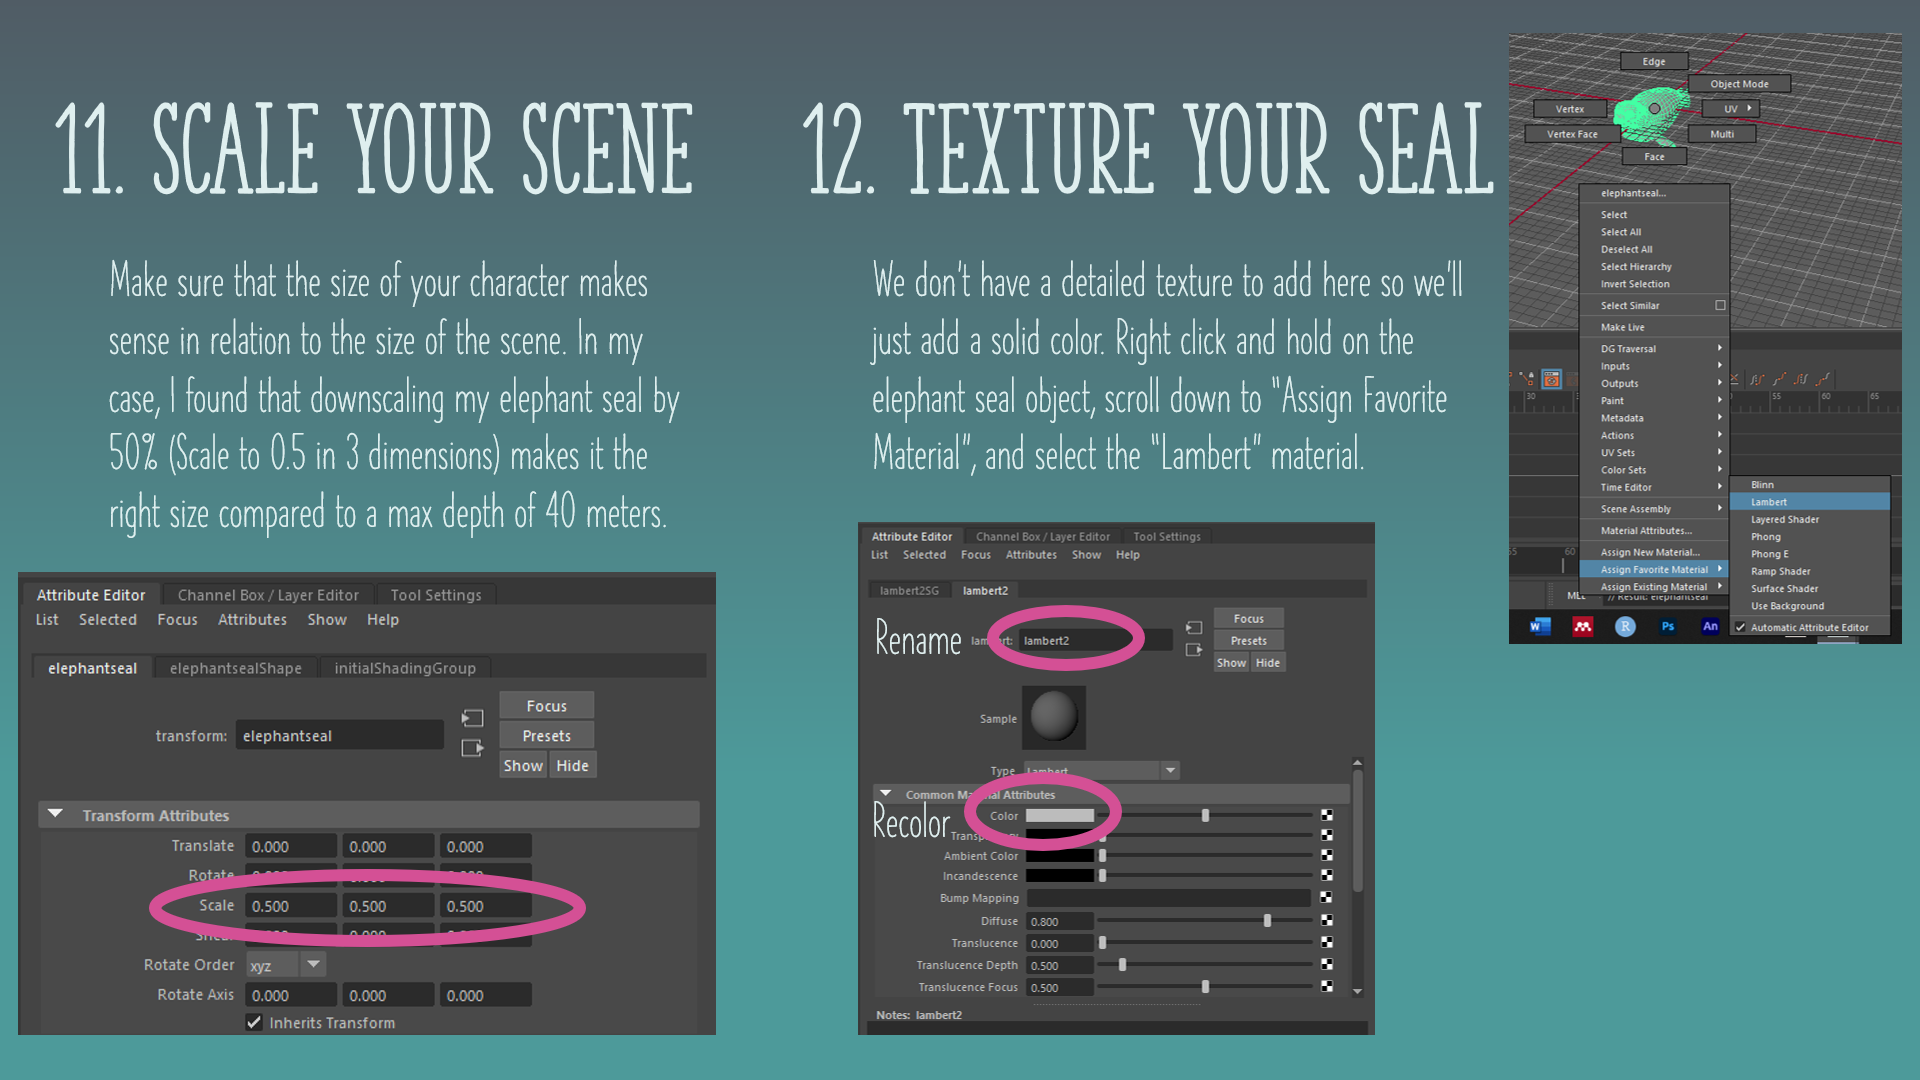 11. SCALE YOUR SCENE
Make sure that the size of your character makes
sense in relation to the size of the scene. In my
case, I found that downscaling my elephant seal by
50% (Scale to 0.5 in 3 dimensions) makes it the
right size compared to a max depth of 40 meters.
Attribute Editor Channel Box / Layer Editor Tool Settings
List Selected Focus Attributes Show Help
elephantseal elephantsealShape initialShadingGroup
Focus
transform: elephantseal Presets
Show Hide
Transform Attributes
Translate 0.000 0.000 0.000
Rotate
Scale 0.500 0.500 0.500
Shear
Rotate Order xyz
Rotate Axis 0.000 0.000 0.000
Inherits Transform
12. TEXTURE YOUR SEAL
We don't have a detailed texture to add here so we'll
just add a solid color. Right click and hold on the
elephant seal object, scroll down to "Assign Favorite
Material", and select the "Lambert" material.
Attribute Editor Channel Box / Layer Editor Tool Settings
List Selected Focus Attributes Show Help
lambert2SG lambert2
Focus
Rename lambert: lambert2 Presets
Show Hide
Sample
Type Lambert
Common Material Attributes
Recolor Color
Transparency
Ambient Color
Incandescence
Bump Mapping
Diffuse 0.800
Translucence 0.000
Translucence Depth 0.500
Translucence Focus 0.500
Notes: lambert2
Edge
Object Mode
Vertex UV
Vertex Face Multi
Face
elephantseal...
Select
Select All
Deselect All
Select Hierarchy
Invert Selection
Select Similar
Make Live
DG Traversal
Inputs
Outputs
Paint
Metadata
Actions
UV Sets
Color Sets
Time Editor
Scene Assembly
Material Attributes...
Assign New Material...
Assign Favorite Material
Assign Existing Material
Blinn
Lambert
Layered Shader
Phong
Phong E
Ramp Shader
Surface Shader
Use Background
Automatic Attribute Editor
30 55 60 65
60
// Result: elephantseal
W R Ps An